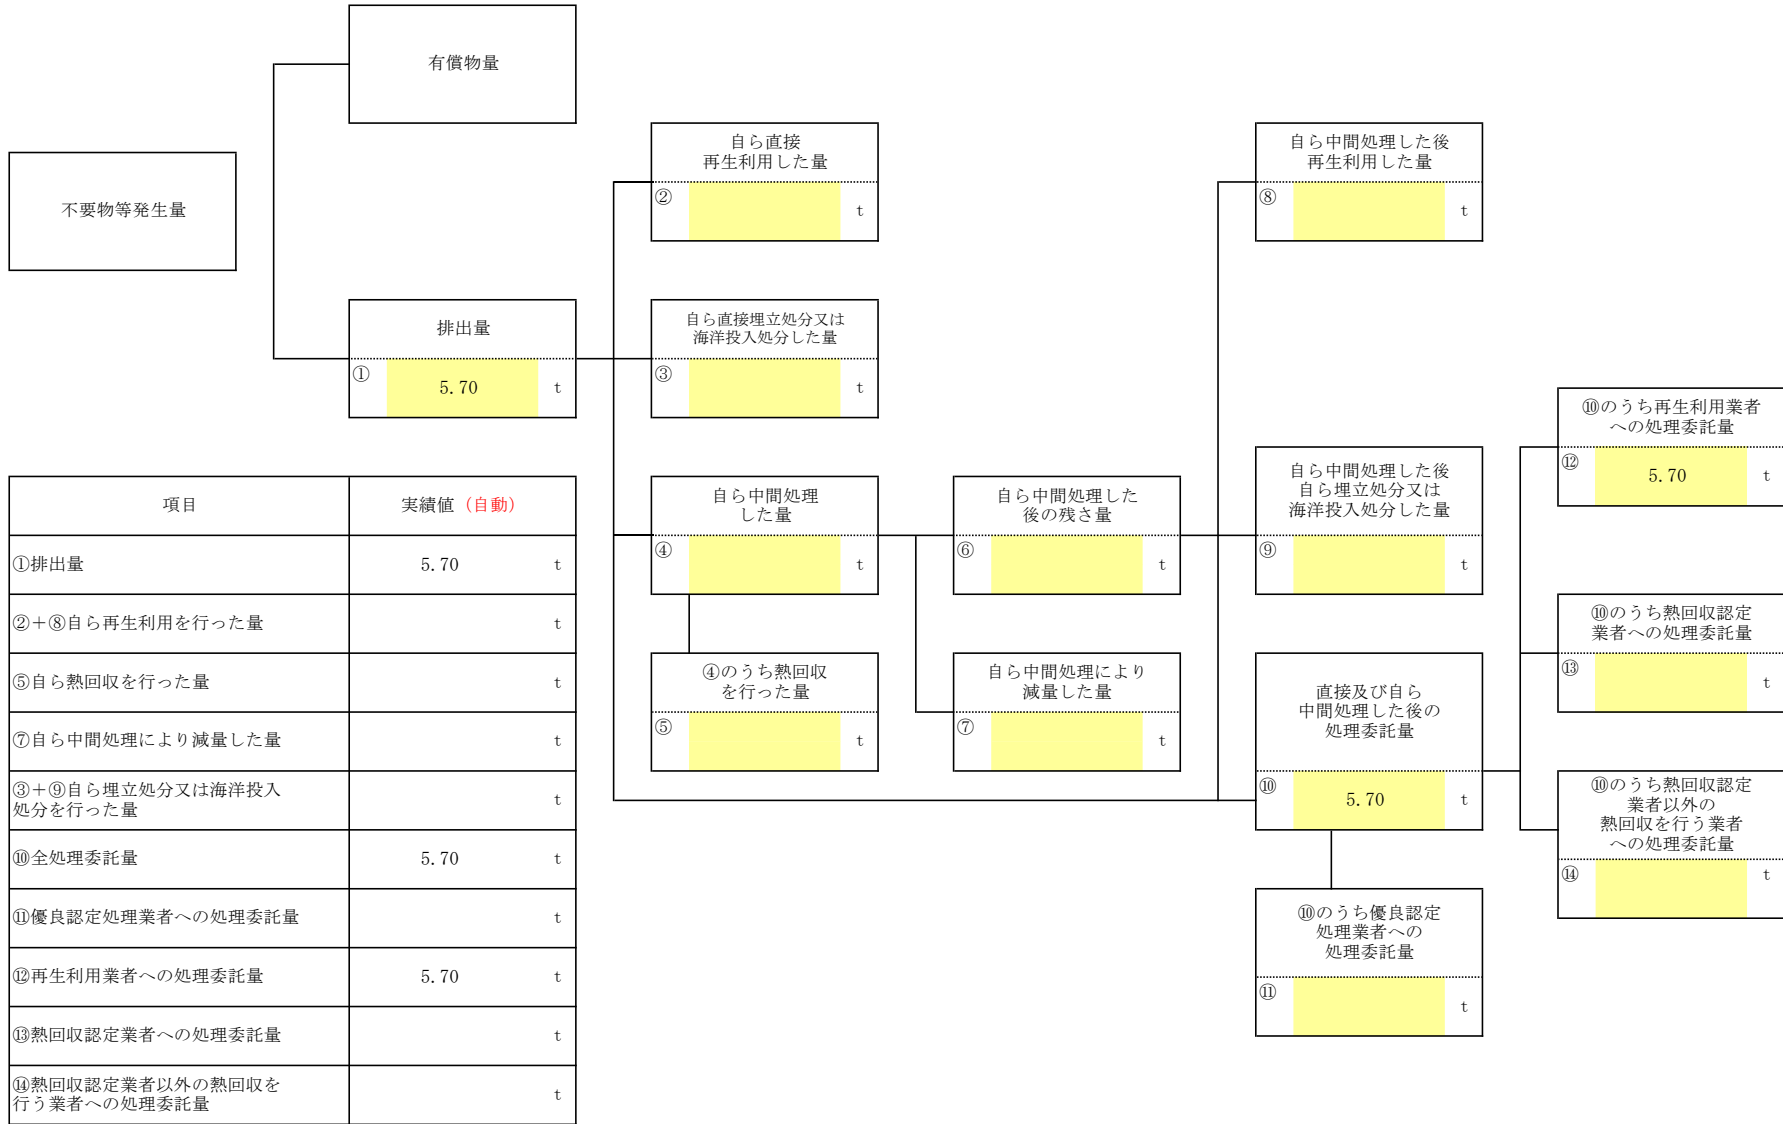 有償物量
不要物等発生量
排出量
①
5.70
t
自ら直接
再生利用した量
②
t
自ら直接埋立処分又は
海洋投入処分した量
③
t
自ら中間処理
した量
④
t
④のうち熱回収
を行った量
⑤
t
自ら中間処理した
後の残さ量
⑥
t
自ら中間処理により
減量した量
⑦
t
自ら中間処理した後
再生利用した量
⑧
t
自ら中間処理した後
自ら埋立処分又は
海洋投入処分した量
⑨
t
直接及び自ら
中間処理した後の
処理委託量
⑩
5.70
t
⑩のうち優良認定
処理業者への
処理委託量
⑪
t
⑩のうち再生利用業者
への処理委託量
⑫
5.70
t
⑩のうち熱回収認定
業者への処理委託量
⑬
t
⑩のうち熱回収認定
業者以外の
熱回収を行う業者
への処理委託量
⑭
t
項目 実績値（自動）
①排出量 5.70 t
②＋⑧自ら再生利用を行った量 t
⑤自ら熱回収を行った量 t
⑦自ら中間処理により減量した量 t
③＋⑨自ら埋立処分又は海洋投入
処分を行った量 t
⑩全処理委託量 5.70 t
⑪優良認定処理業者への処理委託量 t
⑫再生利用業者への処理委託量 5.70 t
⑬熱回収認定業者への処理委託量 t
⑭熱回収認定業者以外の熱回収を
行う業者への処理委託量 t